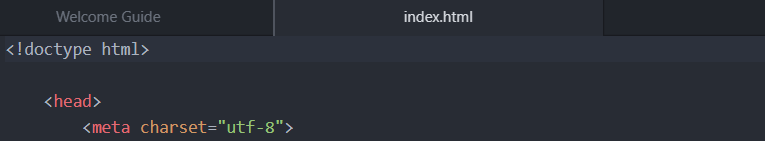 Welcome Guide
index.html
<!doctype html>
<head>
<meta charset="utf-8">